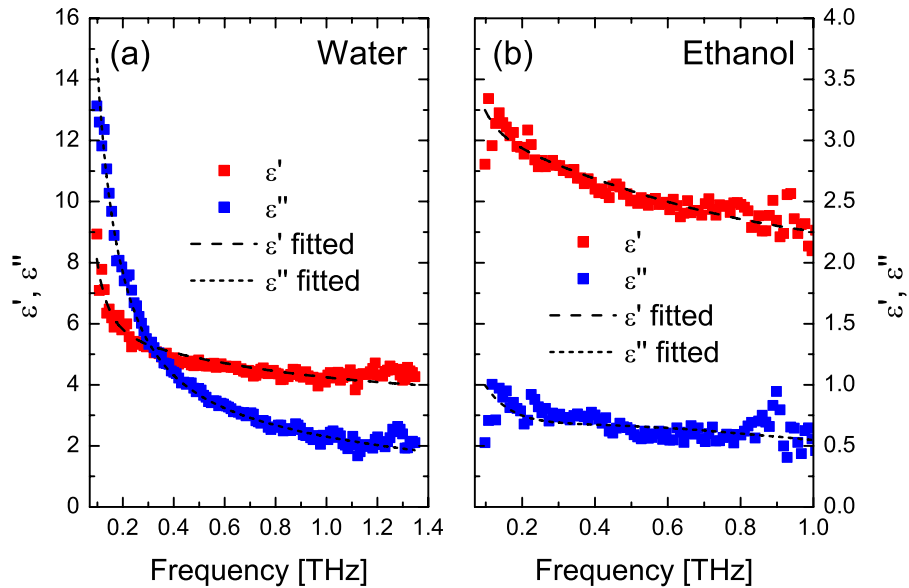 (a) Water
(b) Ethanol
16
14
12
10
8
6
4
2
0
ε', ε"
ε'
ε"
ε' fitted
ε" fitted
0.2 0.4 0.6 0.8 1.0 1.2 1.4
Frequency [THz]
ε'
ε"
ε' fitted
ε" fitted
0.2 0.4 0.6 0.8 1.0
Frequency [THz]
4.0
3.5
3.0
2.5
2.0
1.5
1.0
0.5
0.0
ε', ε"